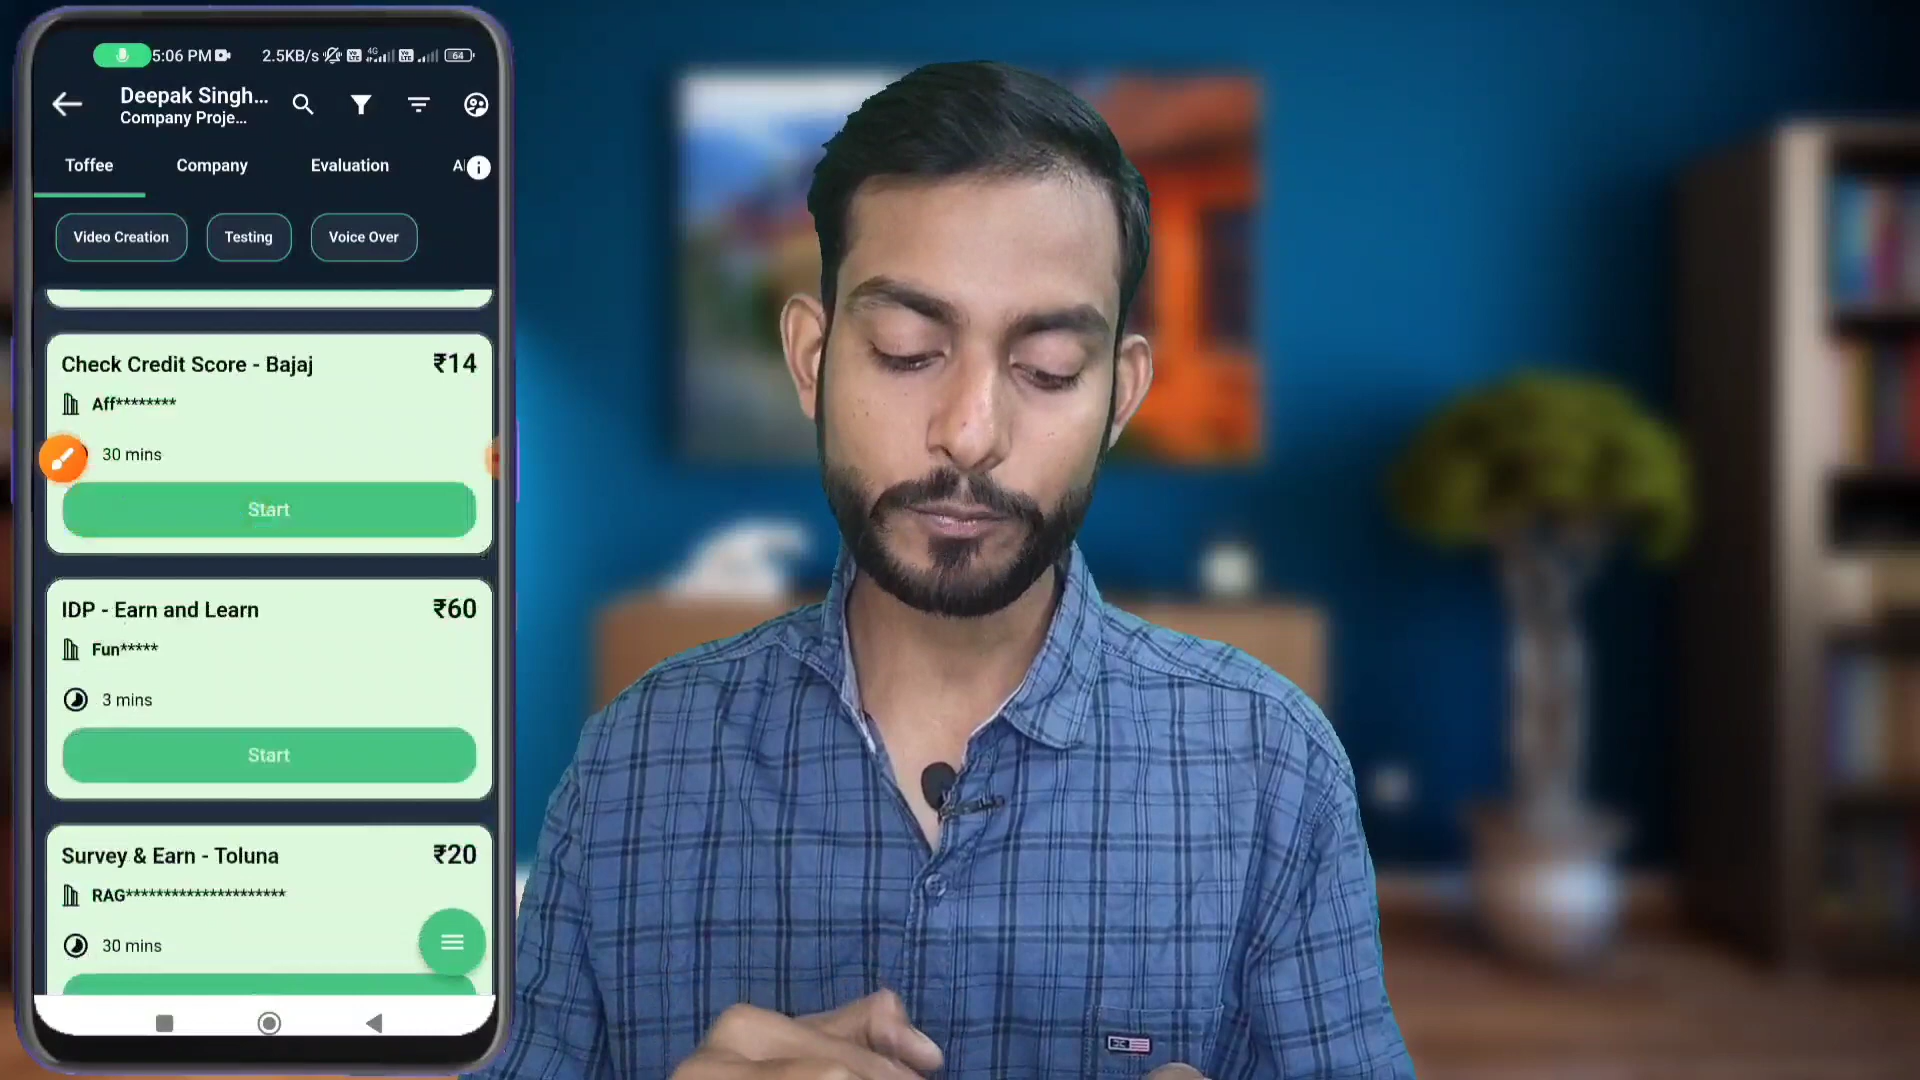 5:06 PM 2.5KB/s 4G 64
Deepak Singh...
Company Proje...
Toffee Company Evaluation
Video Creation Testing Voice Over
Check Credit Score - Bajaj ₹14
Aff********
30 mins
Start
IDP - Earn and Learn ₹60
Fun*****
3 mins
Start
Survey & Earn - Toluna ₹20
RAG*********************
30 mins